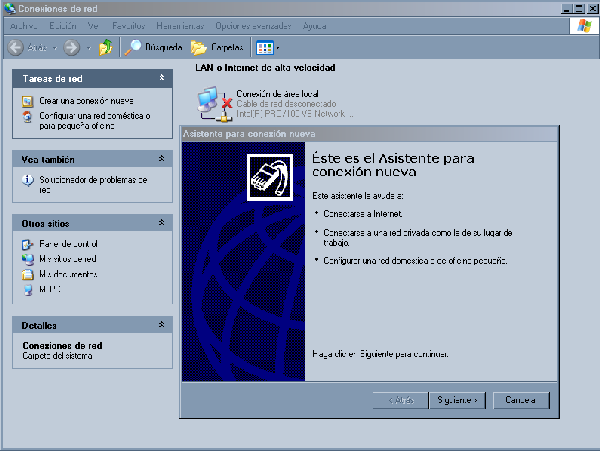 Conexiones de red
Archivo Edición Ver Favoritos Herramientas Opciones avanzadas Ayuda
Atrás Búsqueda Carpetas
LAN o Internet de alta velocidad
Tareas de red
Crear una conexión nueva
Configurar una red doméstica o
para pequeña oficina
Conexión de área local
Cable de red desconectado
Intel(R) PRO/100 VE Network ...
Vea también
Solucionador de problemas de
red
Otros sitios
Panel de control
Mis sitios de red
Mis documentos
Mi PC
Detalles
Conexiones de red
Carpeta del sistema
Asistente para conexión nueva
Éste es el Asistente para
conexión nueva
Este asistente le ayuda a:
• Conectarse a Internet.
• Conectarse a una red privada como la de su lugar de
trabajo.
• Configurar una red doméstica o de oficina pequeña.
Haga clic en Siguiente para continuar.
< Atrás Siguiente > Cancelar